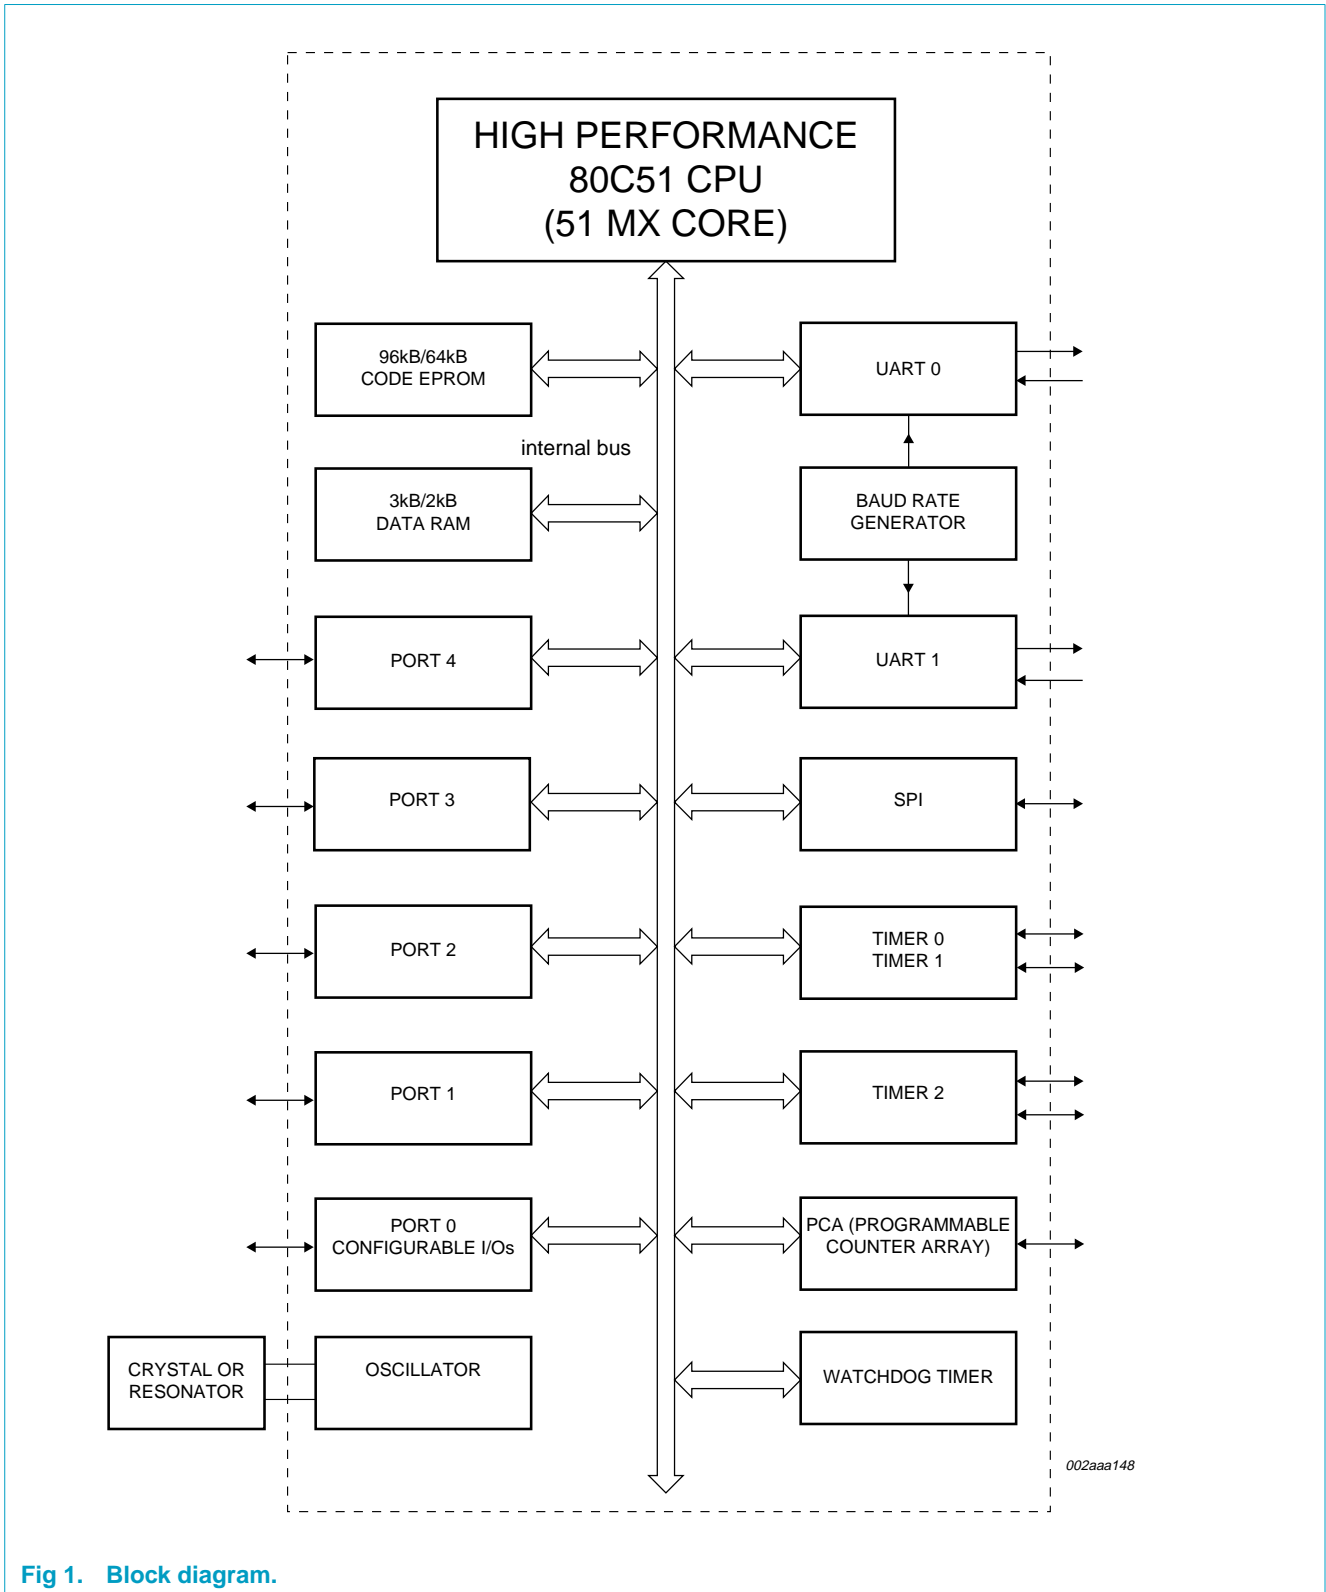 HIGH PERFORMANCE
80C51 CPU
(51 MX CORE)
96kB/64kB
CODE EPROM
UART 0
internal bus
3kB/2kB
DATA RAM
BAUD RATE
GENERATOR
PORT 4
UART 1
PORT 3
SPI
PORT 2
TIMER 0
TIMER 1
PORT 1
TIMER 2
PORT 0
CONFIGURABLE I/Os
PCA (PROGRAMMABLE
COUNTER ARRAY)
CRYSTAL OR
RESONATOR
OSCILLATOR
WATCHDOG TIMER
002aaa148
Fig 1. Block diagram.